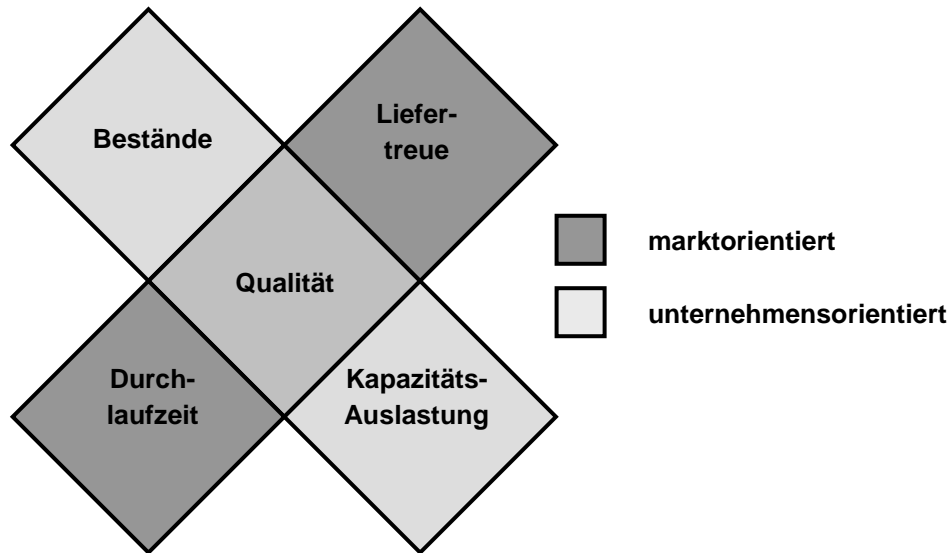 Bestände
Liefer-
treue
Qualität
Durch-
laufzeit
Kapazitäts-
Auslastung
marktorientiert
unternehmensorientiert